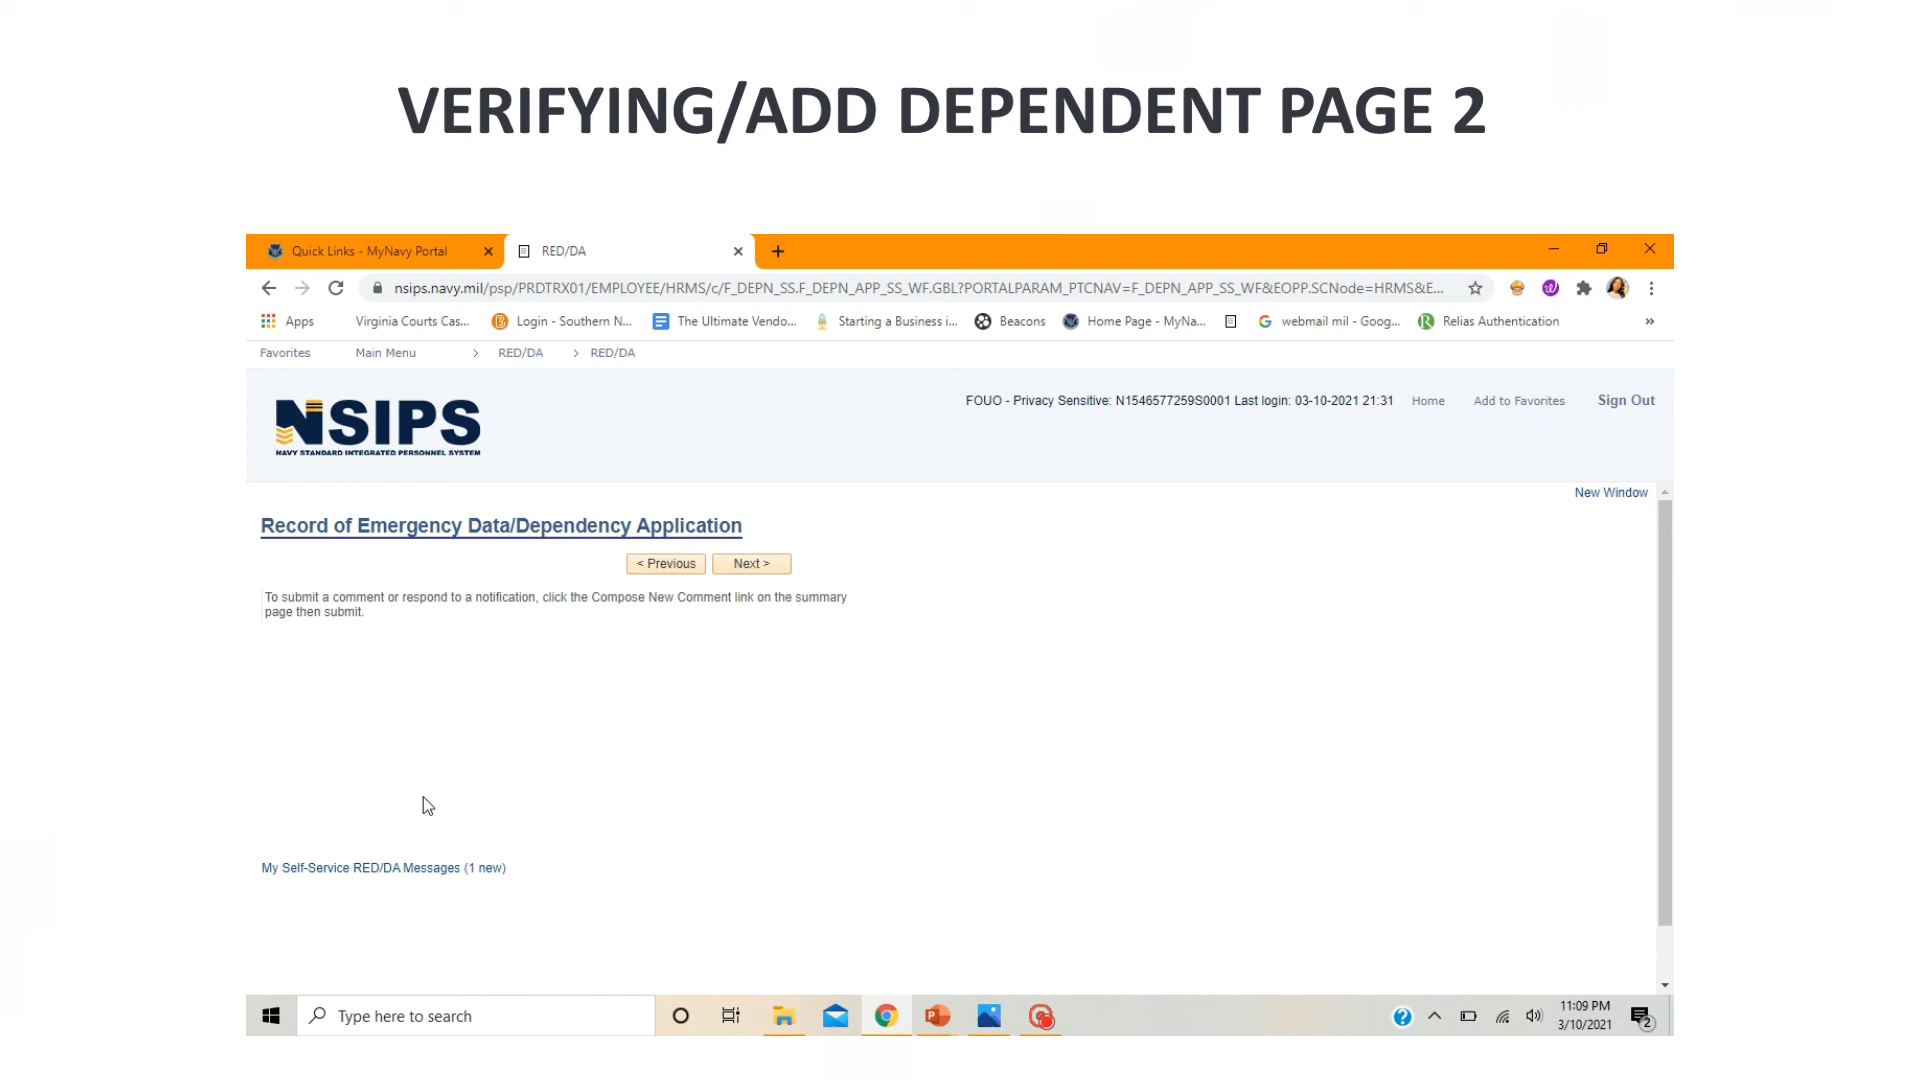 VERIFYING/ADD DEPENDENT PAGE 2
Quick Links - MyNavy Portal
RED/DA
nsips.navy.mil/psp/PRDTRX01/EMPLOYEE/HRMS/c/F_DEPN_SS.F_DEPN_APP_SS_WF.GBL?PORTALPARAM_PTCNAV=F_DEPN_APP_SS_WF&EOPP.SCNode=HRMS&E...
Apps
Virginia Courts Cas...
Login - Southern N...
The Ultimate Vendo...
Starting a Business i...
Beacons
Home Page - MyNa...
webmail mil - Goog...
Relias Authentication
»
Favorites
Main Menu > RED/DA > RED/DA
NSIPS
NAVY STANDARD INTEGRATED PERSONNEL SYSTEM
FOUO - Privacy Sensitive: N1546577259S0001 Last login: 03-10-2021 21:31
Home
Add to Favorites
Sign Out
New Window
Record of Emergency Data/Dependency Application
< Previous
Next >
To submit a comment or respond to a notification, click the Compose New Comment link on the summary
page then submit.
My Self-Service RED/DA Messages (1 new)
Type here to search
11:09 PM
3/10/2021
2